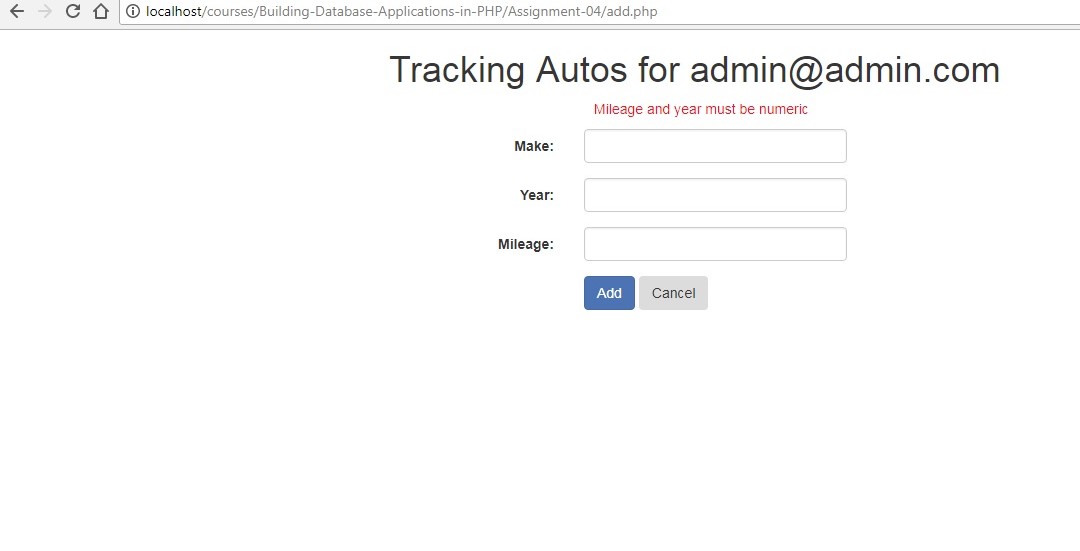 localhost/courses/Building-Database-Applications-in-PHP/Assignment-04/add.php
Tracking Autos for admin@admin.com
Mileage and year must be numeric
Make:
Year:
Mileage:
Add Cancel